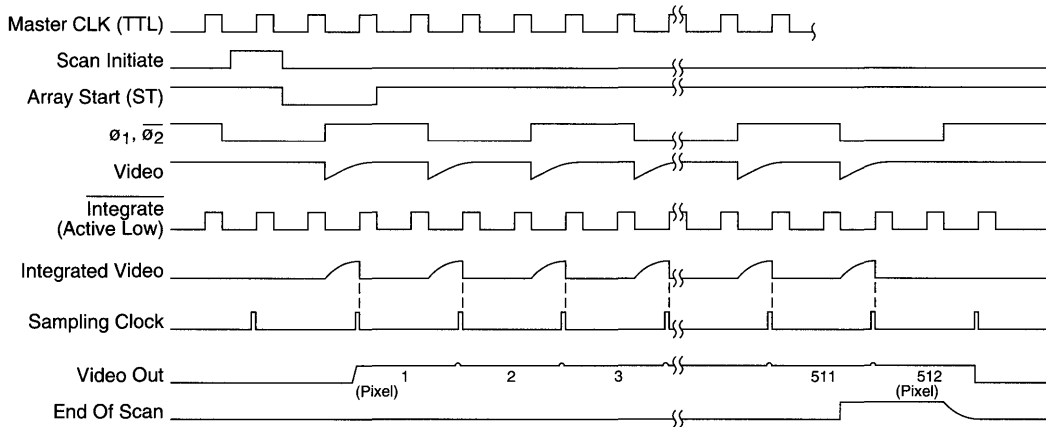 Master CLK (TTL)
Scan Initiate
Array Start (ST)
ø1, ø2
Video
Integrate
(Active Low)
Integrated Video
Sampling Clock
Video Out
1 2 3 511 512
(Pixel) (Pixel)
End Of Scan